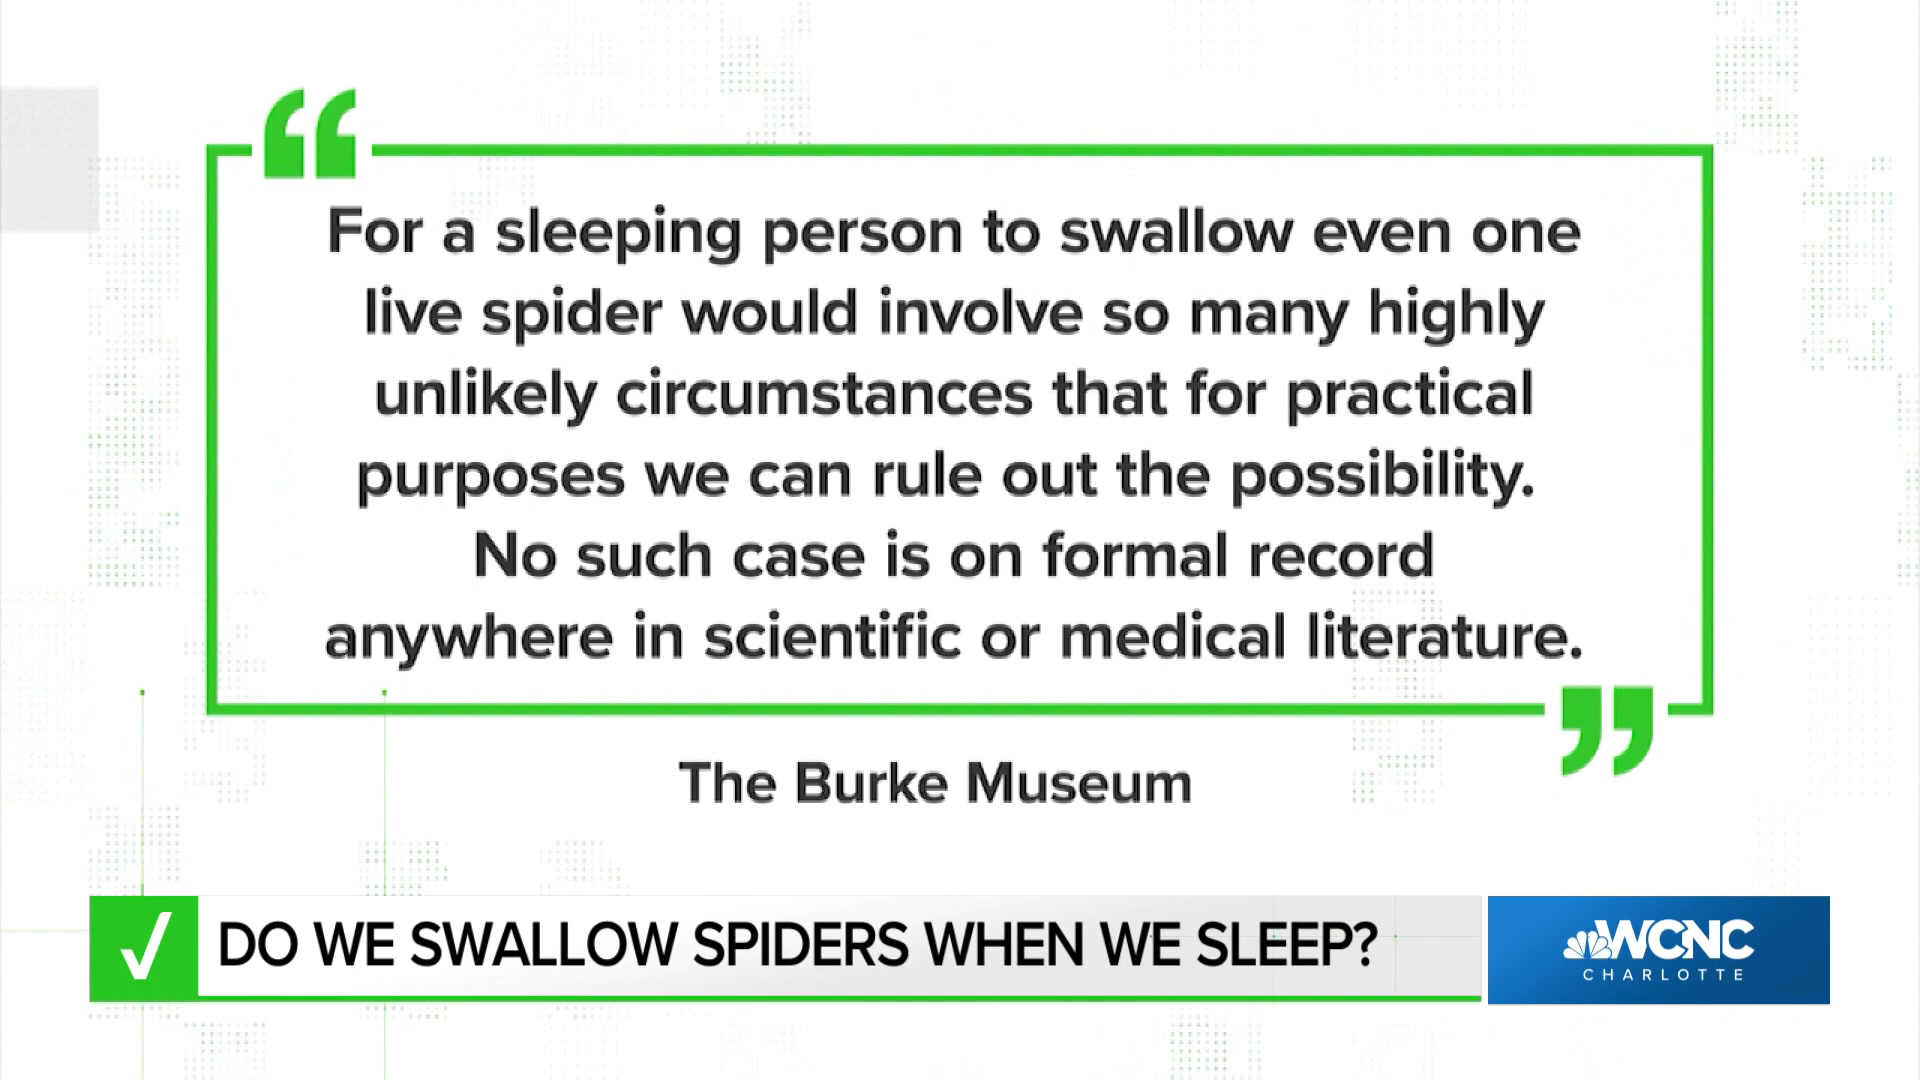 “
For a sleeping person to swallow even one
live spider would involve so many highly
unlikely circumstances that for practical
purposes we can rule out the possibility.
No such case is on formal record
anywhere in scientific or medical literature.
”
The Burke Museum
DO WE SWALLOW SPIDERS WHEN WE SLEEP?
WCNC
CHARLOTTE